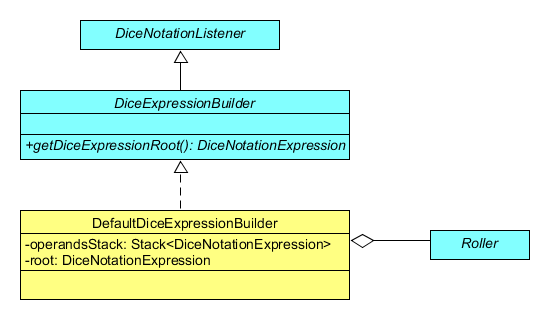 DiceNotationListener
DiceExpressionBuilder
+getDiceExpressionRoot(): DiceNotationExpression
DefaultDiceExpressionBuilder
-operandsStack: Stack<DiceNotationExpression>
-root: DiceNotationExpression
Roller